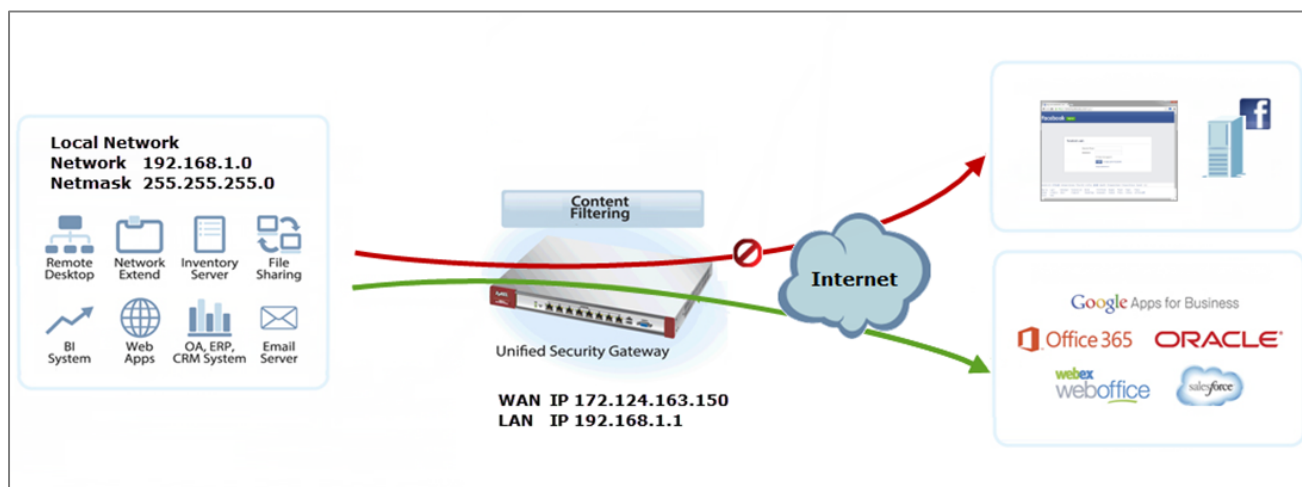 Local Network
Network 192.168.1.0
Netmask 255.255.255.0
Remote
Desktop
Network
Extend
Inventory
Server
File
Sharing
BI
System
Web
Apps
OA, ERP,
CRM System
Email
Server
Content
Filtering
ZyXEL
Unified Security Gateway
WAN IP 172.124.163.150
LAN IP 192.168.1.1
Internet
facebook
Google Apps for Business
Office 365
ORACLE
webex
weboffice
salesforce